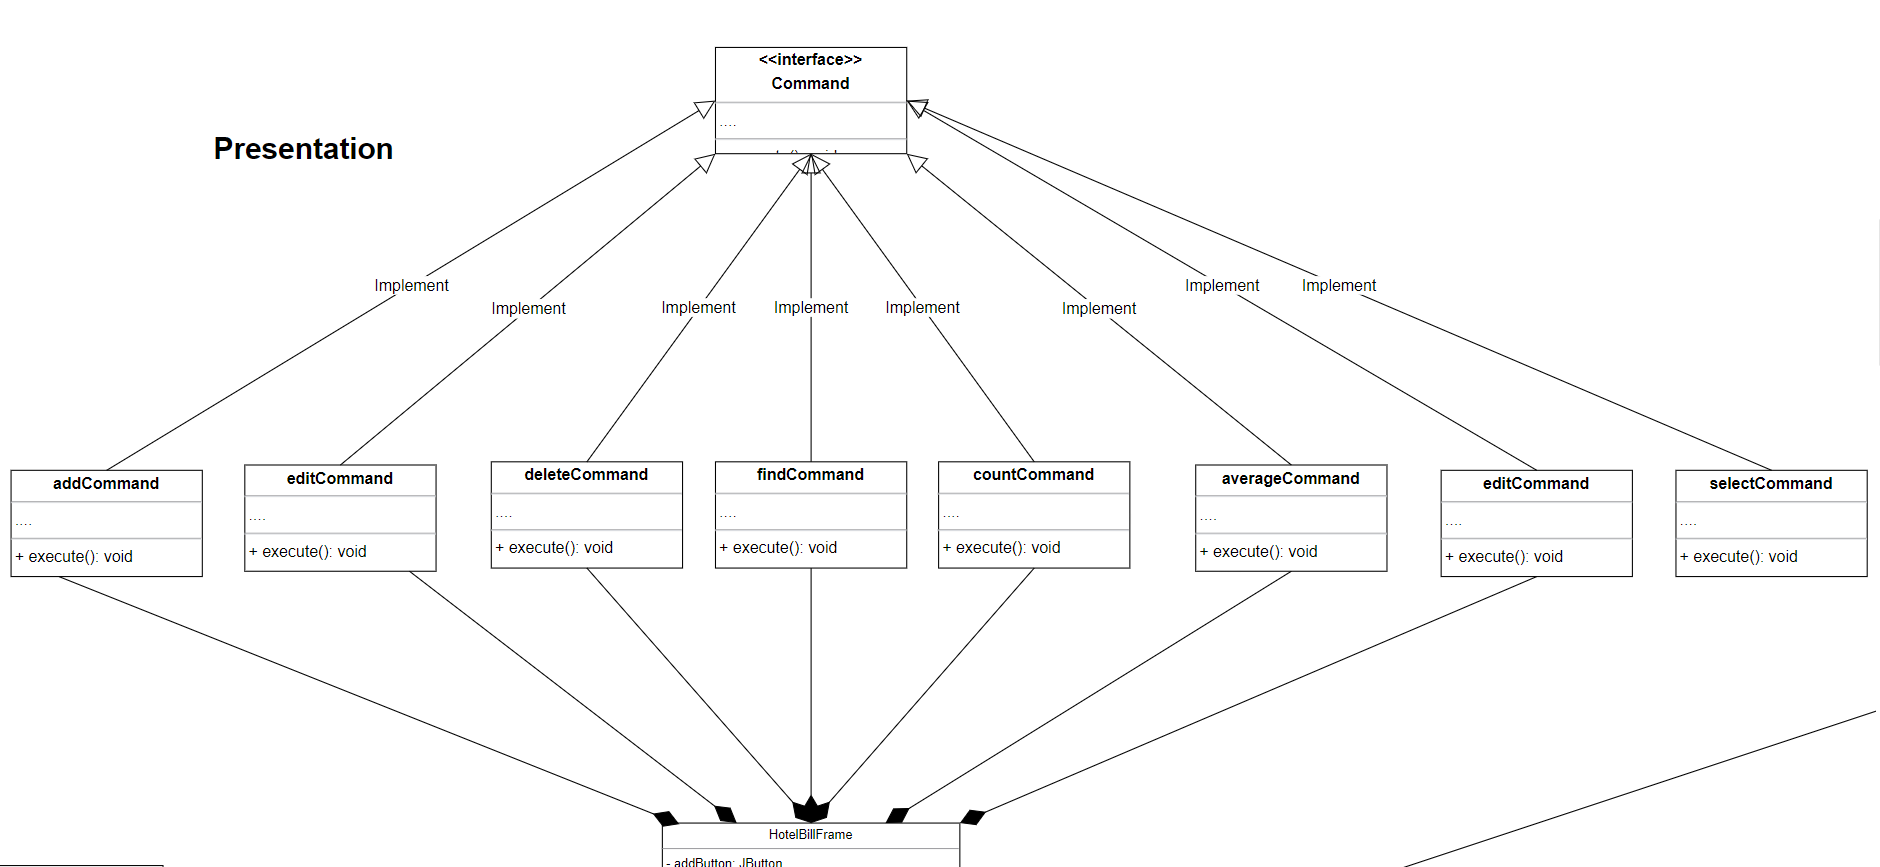 <<interface>>
Command
....
Presentation
Implement
Implement
Implement
Implement
Implement
Implement
Implement
Implement
addCommand
....
+ execute(): void
editCommand
....
+ execute(): void
deleteCommand
....
+ execute(): void
findCommand
....
+ execute(): void
countCommand
....
+ execute(): void
averageCommand
....
+ execute(): void
editCommand
....
+ execute(): void
selectCommand
....
+ execute(): void
HotelBillFrame
- addButton: JButton